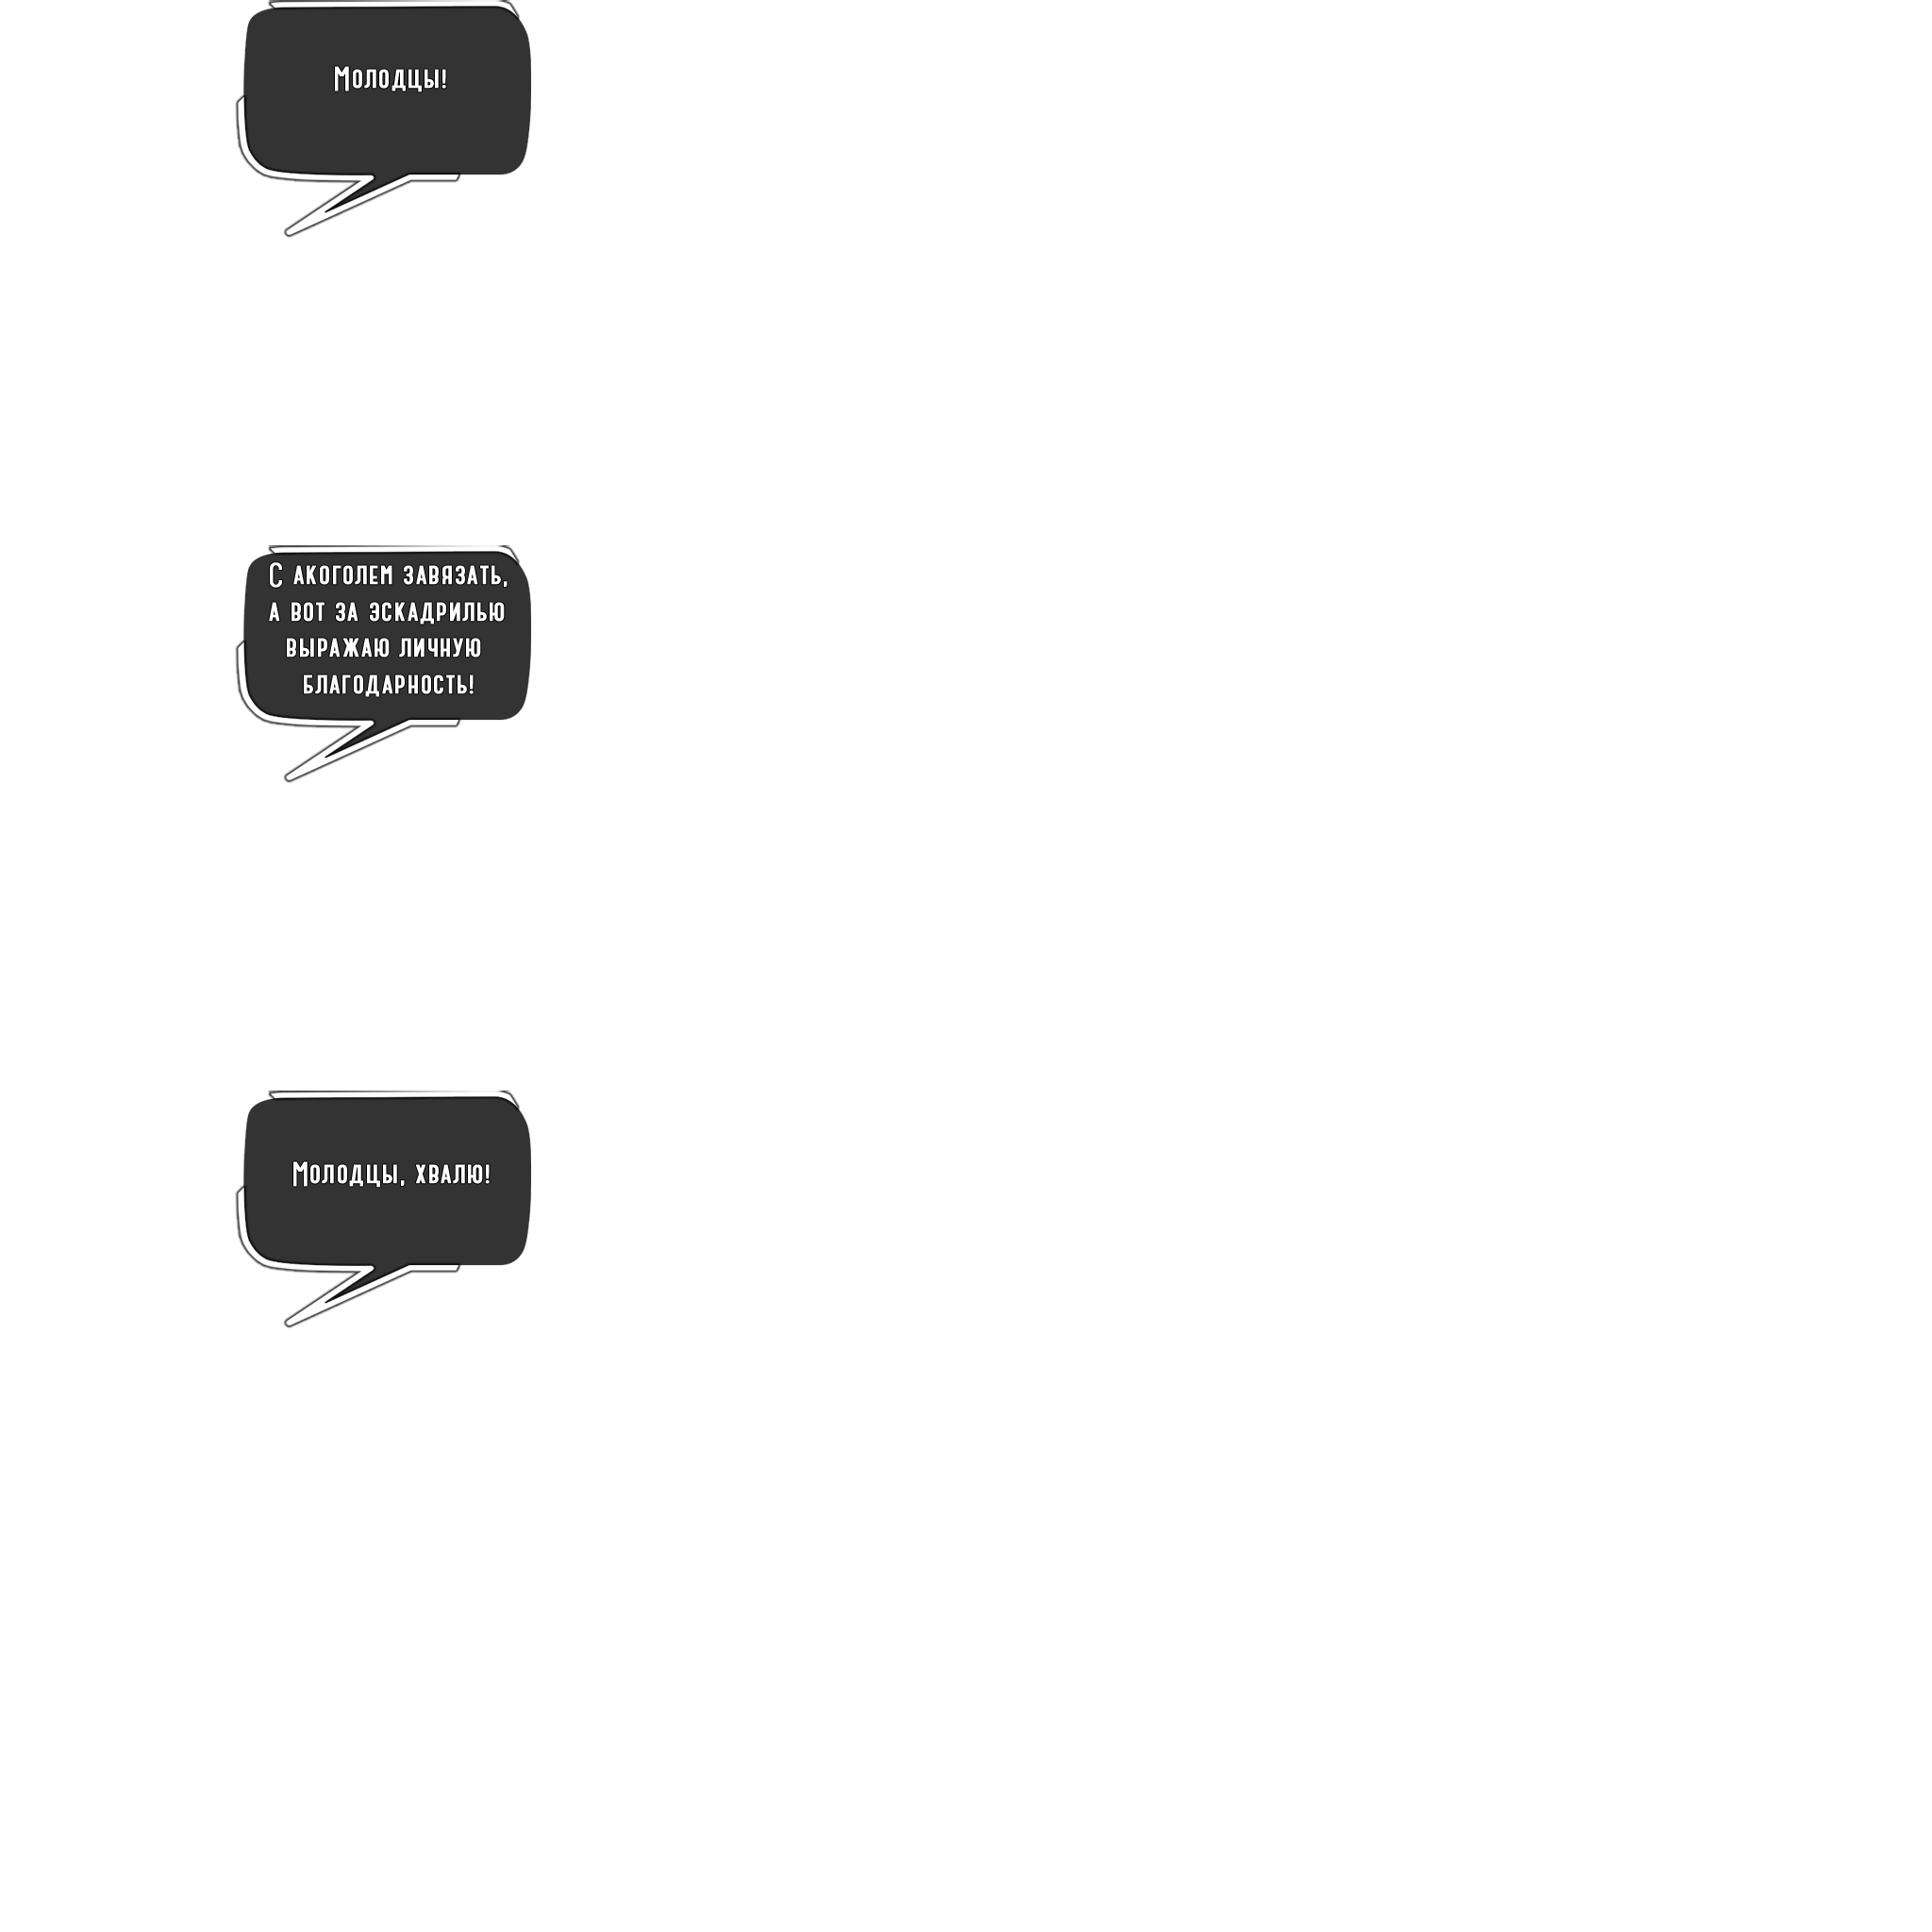 Молодцы!
С акоголем завязать,
а вот за эскадрилью
выражаю личную
благодарность!
Молодцы, хвалю!